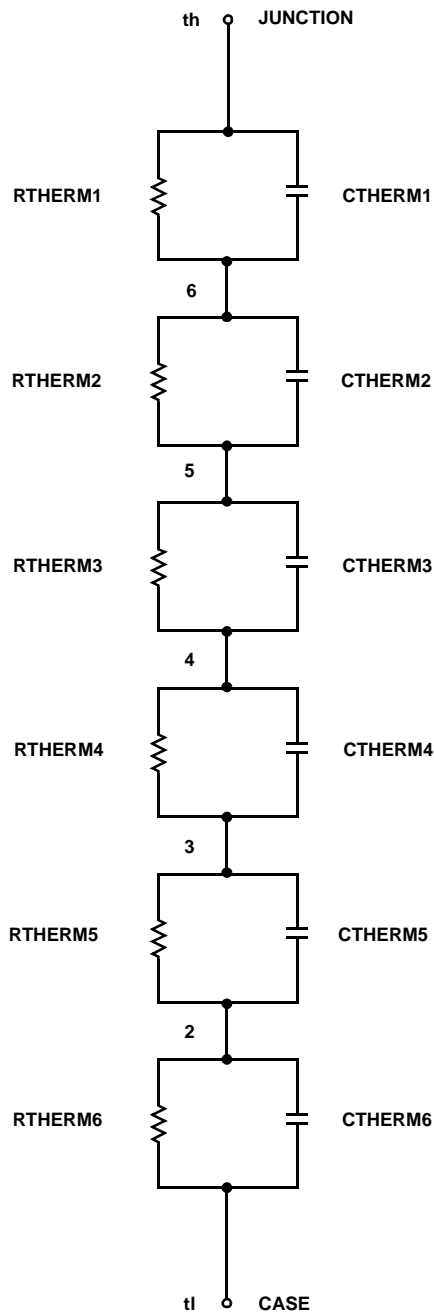 th JUNCTION
RTHERM1 CTHERM1
6
RTHERM2 CTHERM2
5
RTHERM3 CTHERM3
4
RTHERM4 CTHERM4
3
RTHERM5 CTHERM5
2
RTHERM6 CTHERM6
tl CASE